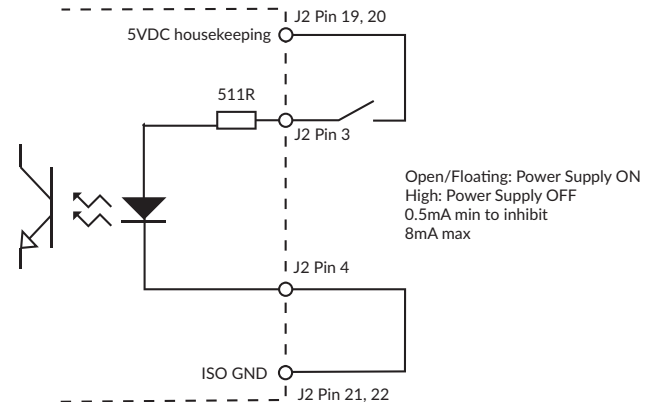 J2 Pin 19, 20
5VDC housekeeping
511R
J2 Pin 3
Open/Floating: Power Supply ON
High: Power Supply OFF
0.5mA min to inhibit
8mA max
J2 Pin 4
ISO GND
J2 Pin 21, 22